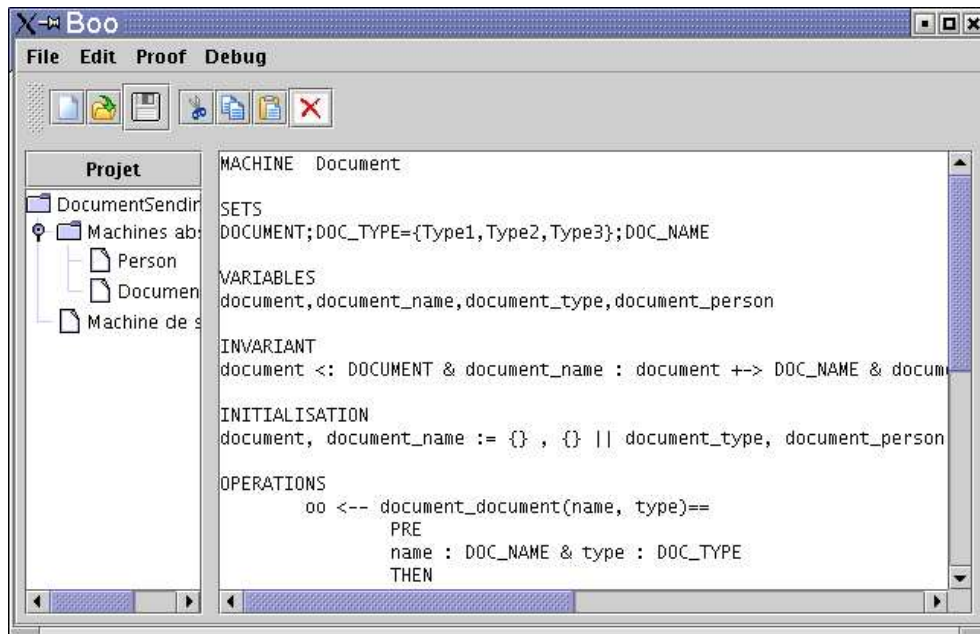 Boo
File Edit Proof Debug
Projet
DocumentSendin
Machines abs
Person
Documen
Machine de s
MACHINE  Document
SETS
DOCUMENT;DOC_TYPE={Type1,Type2,Type3};DOC_NAME
VARIABLES
document,document_name,document_type,document_person
INVARIANT
document <: DOCUMENT & document_name : document +-> DOC_NAME & docum
INITIALISATION
document, document_name := {} , {} || document_type, document_person
OPERATIONS
oo <-- document_document(name, type)==
PRE
name : DOC_NAME & type : DOC_TYPE
THEN